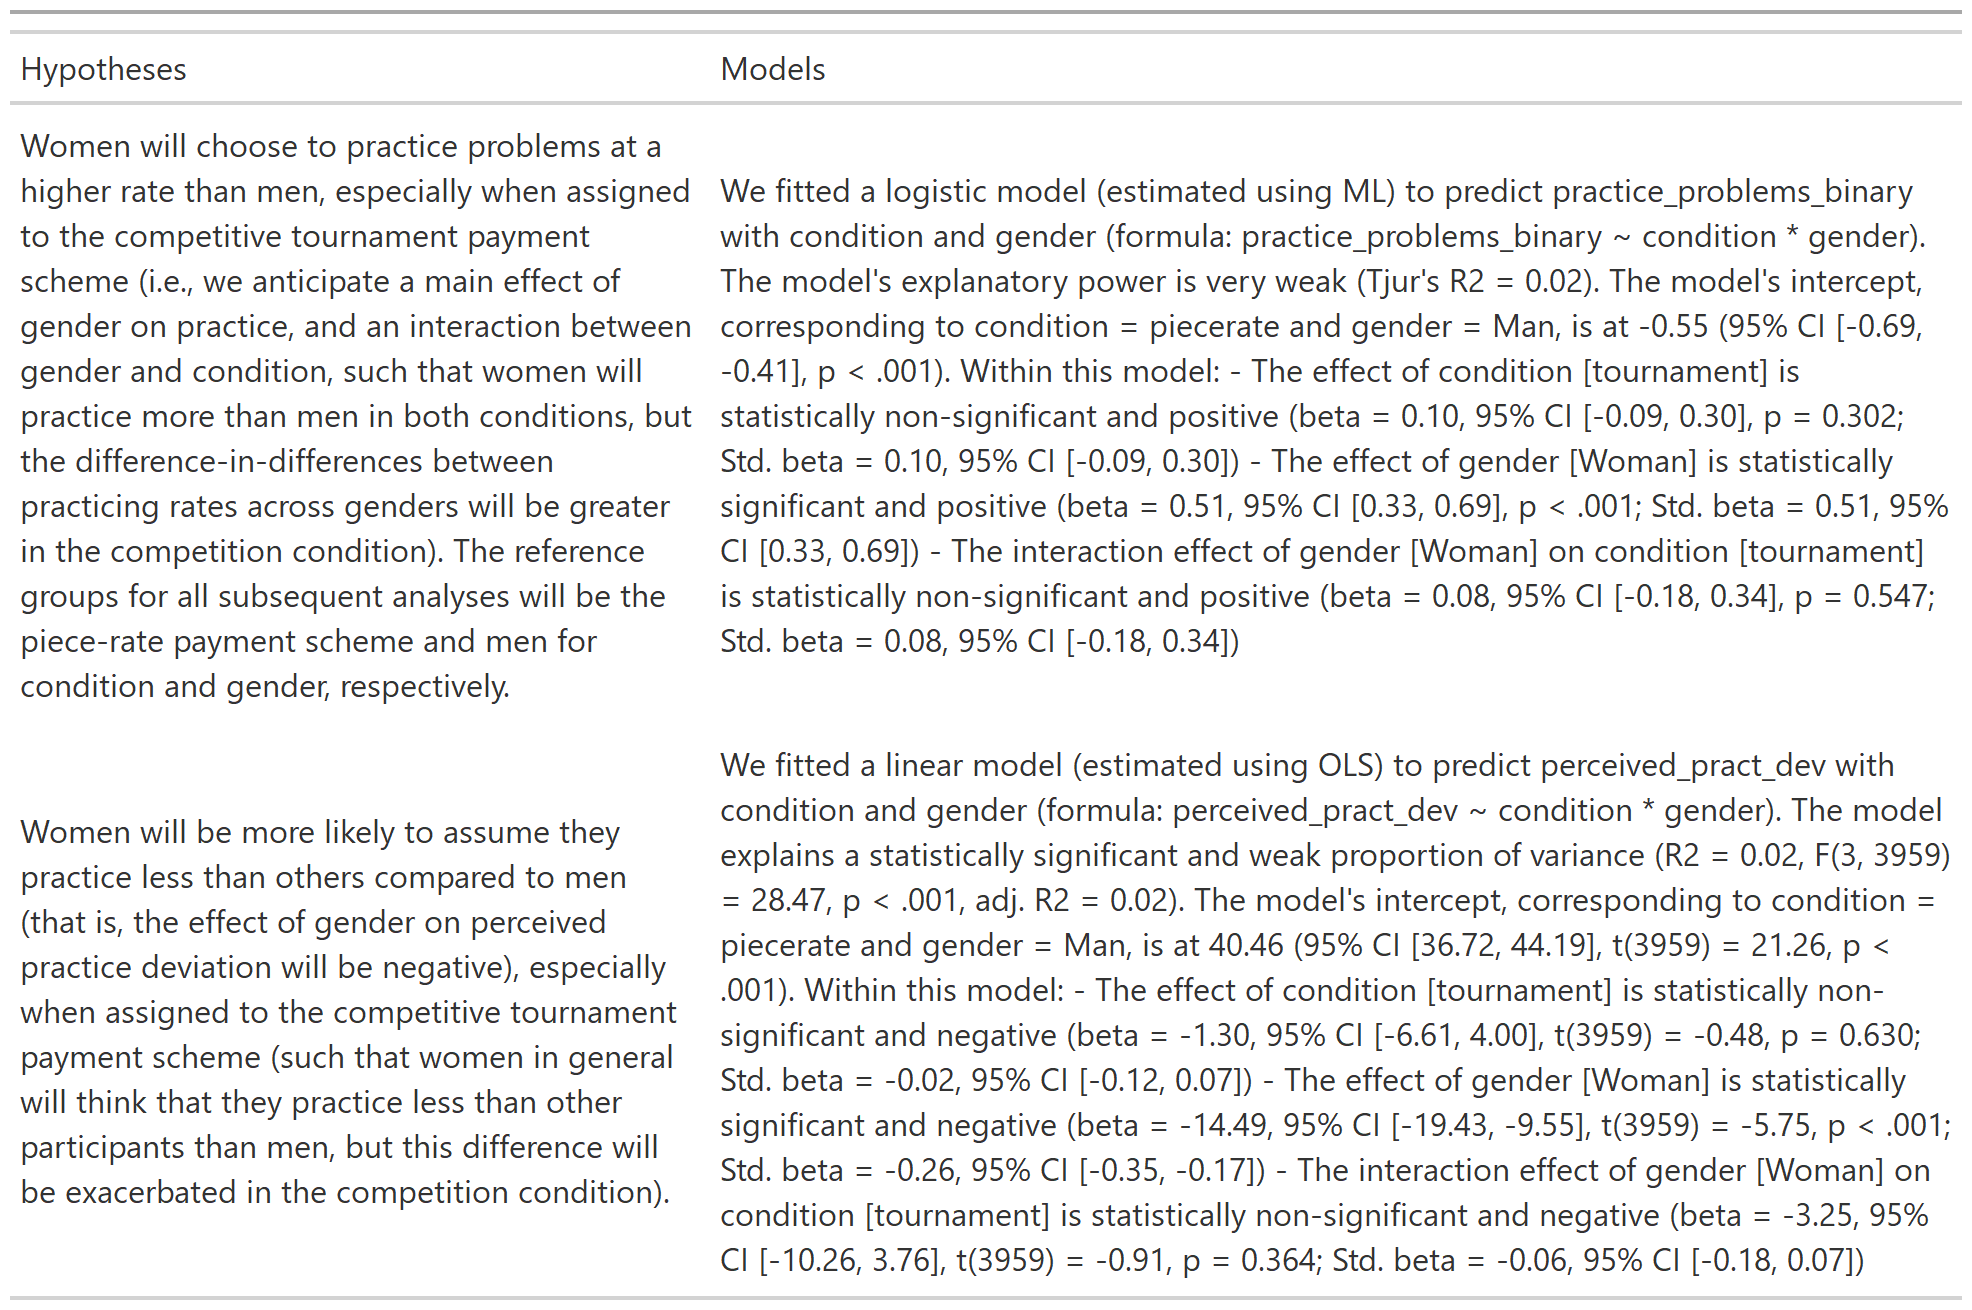 Hypotheses
Models
Women will choose to practice problems at a
higher rate than men, especially when assigned
to the competitive tournament payment
scheme (i.e., we anticipate a main effect of
gender on practice, and an interaction between
gender and condition, such that women will
practice more than men in both conditions, but
the difference-in-differences between
practicing rates across genders will be greater
in the competition condition). The reference
groups for all subsequent analyses will be the
piece-rate payment scheme and men for
condition and gender, respectively.
We fitted a logistic model (estimated using ML) to predict practice_problems_binary
with condition and gender (formula: practice_problems_binary ~ condition * gender).
The model's explanatory power is very weak (Tjur's R2 = 0.02). The model's intercept,
corresponding to condition = piecerate and gender = Man, is at -0.55 (95% CI [-0.69,
-0.41], p < .001). Within this model: - The effect of condition [tournament] is
statistically non-significant and positive (beta = 0.10, 95% CI [-0.09, 0.30], p = 0.302;
Std. beta = 0.10, 95% CI [-0.09, 0.30]) - The effect of gender [Woman] is statistically
significant and positive (beta = 0.51, 95% CI [0.33, 0.69], p < .001; Std. beta = 0.51, 95%
CI [0.33, 0.69]) - The interaction effect of gender [Woman] on condition [tournament]
is statistically non-significant and positive (beta = 0.08, 95% CI [-0.18, 0.34], p = 0.547;
Std. beta = 0.08, 95% CI [-0.18, 0.34])
Women will be more likely to assume they
practice less than others compared to men
(that is, the effect of gender on perceived
practice deviation will be negative), especially
when assigned to the competitive tournament
payment scheme (such that women in general
will think that they practice less than other
participants than men, but this difference will
be exacerbated in the competition condition).
We fitted a linear model (estimated using OLS) to predict perceived_pract_dev with
condition and gender (formula: perceived_pract_dev ~ condition * gender). The model
explains a statistically significant and weak proportion of variance (R2 = 0.02, F(3, 3959)
= 28.47, p < .001, adj. R2 = 0.02). The model's intercept, corresponding to condition =
piecerate and gender = Man, is at 40.46 (95% CI [36.72, 44.19], t(3959) = 21.26, p <
.001). Within this model: - The effect of condition [tournament] is statistically non-
significant and negative (beta = -1.30, 95% CI [-6.61, 4.00], t(3959) = -0.48, p = 0.630;
Std. beta = -0.02, 95% CI [-0.12, 0.07]) - The effect of gender [Woman] is statistically
significant and negative (beta = -14.49, 95% CI [-19.43, -9.55], t(3959) = -5.75, p < .001;
Std. beta = -0.26, 95% CI [-0.35, -0.17]) - The interaction effect of gender [Woman] on
condition [tournament] is statistically non-significant and negative (beta = -3.25, 95%
CI [-10.26, 3.76], t(3959) = -0.91, p = 0.364; Std. beta = -0.06, 95% CI [-0.18, 0.07])